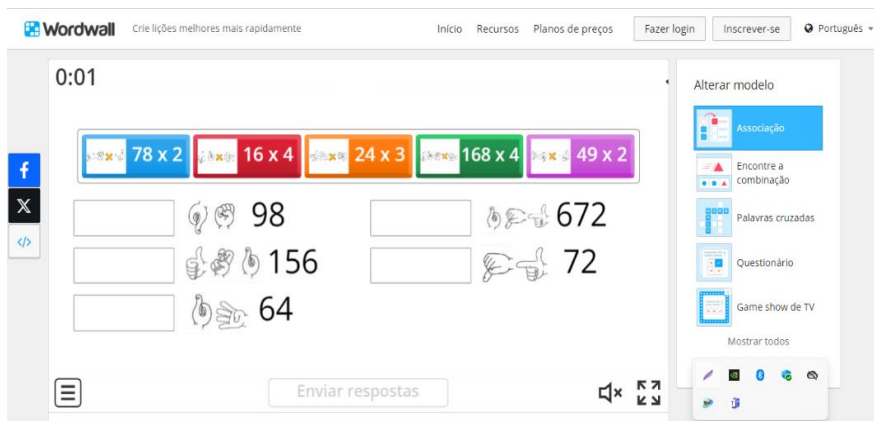 Wordwall Crie lições melhores mais rapidamente Início Recursos Planos de preços Fazer login Inscrever-se Português
0:01
78 x 2 16 x 4 24 x 3 168 x 4 49 x 2
98 672
156 72
64
Enviar respostas
Alterar modelo
Associação
Encontre a
combinação
Palavras cruzadas
Questionário
Game show de TV
Mostrar todos